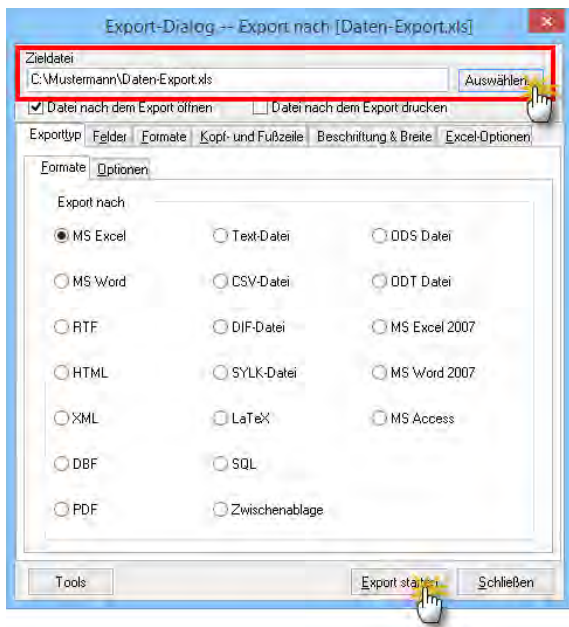 Export-Dialog -- Export nach [Daten-Export.xls]
Zieldatei
C:\Mustermann\Daten-Export.xls Auswählen
Datei nach dem Export öffnen Datei nach dem Export drucken
Exporttyp Felder Formate Kopf- und Fußzeile Beschriftung & Breite Excel-Optionen
Formate Optionen
Export nach
MS Excel Text-Datei ODS Datei
MS Word CSV-Datei ODT Datei
RTF DIF-Datei MS Excel 2007
HTML SYLK-Datei MS Word 2007
XML LaTeX MS Access
DBF SQL
PDF Zwischenablage
Tools Export starten Schließen